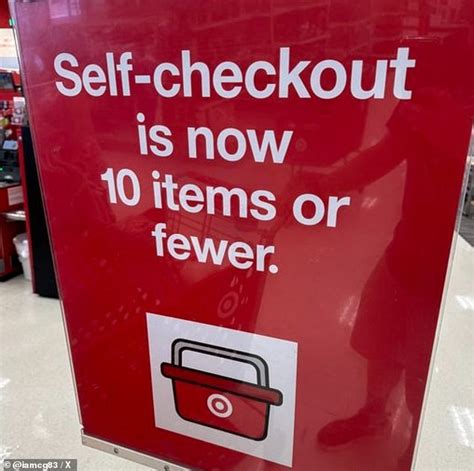 Self-checkout
is now
10 items or
fewer.
© @iamcg83 / X